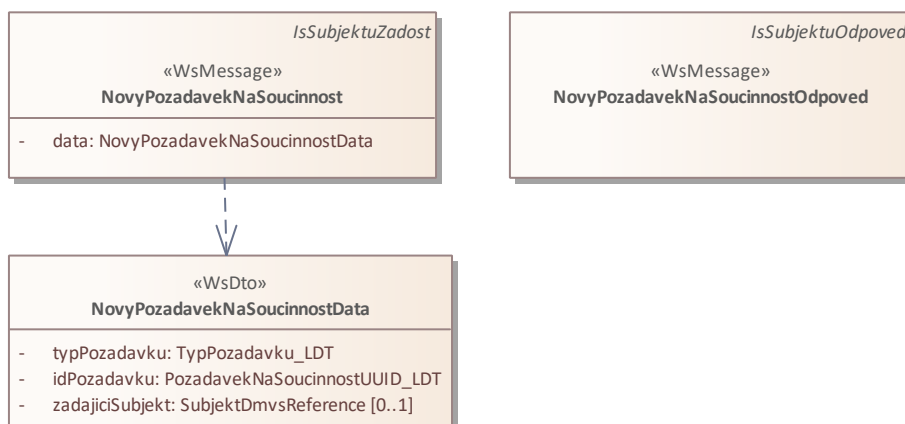 IsSubjektuZadost
«WsMessage»
NovyPozadavekNaSoucinnost
- data: NovyPozadavekNaSoucinnostData
IsSubjektuOdpoved
«WsMessage»
NovyPozadavekNaSoucinnostOdpoved
«WsDto»
NovyPozadavekNaSoucinnostData
- typPozadavku: TypPozadavku_LDT
- idPozadavku: PozadavekNaSoucinnostUUID_LDT
- zadajiciSubjekt: SubjektDmvsReference [0..1]